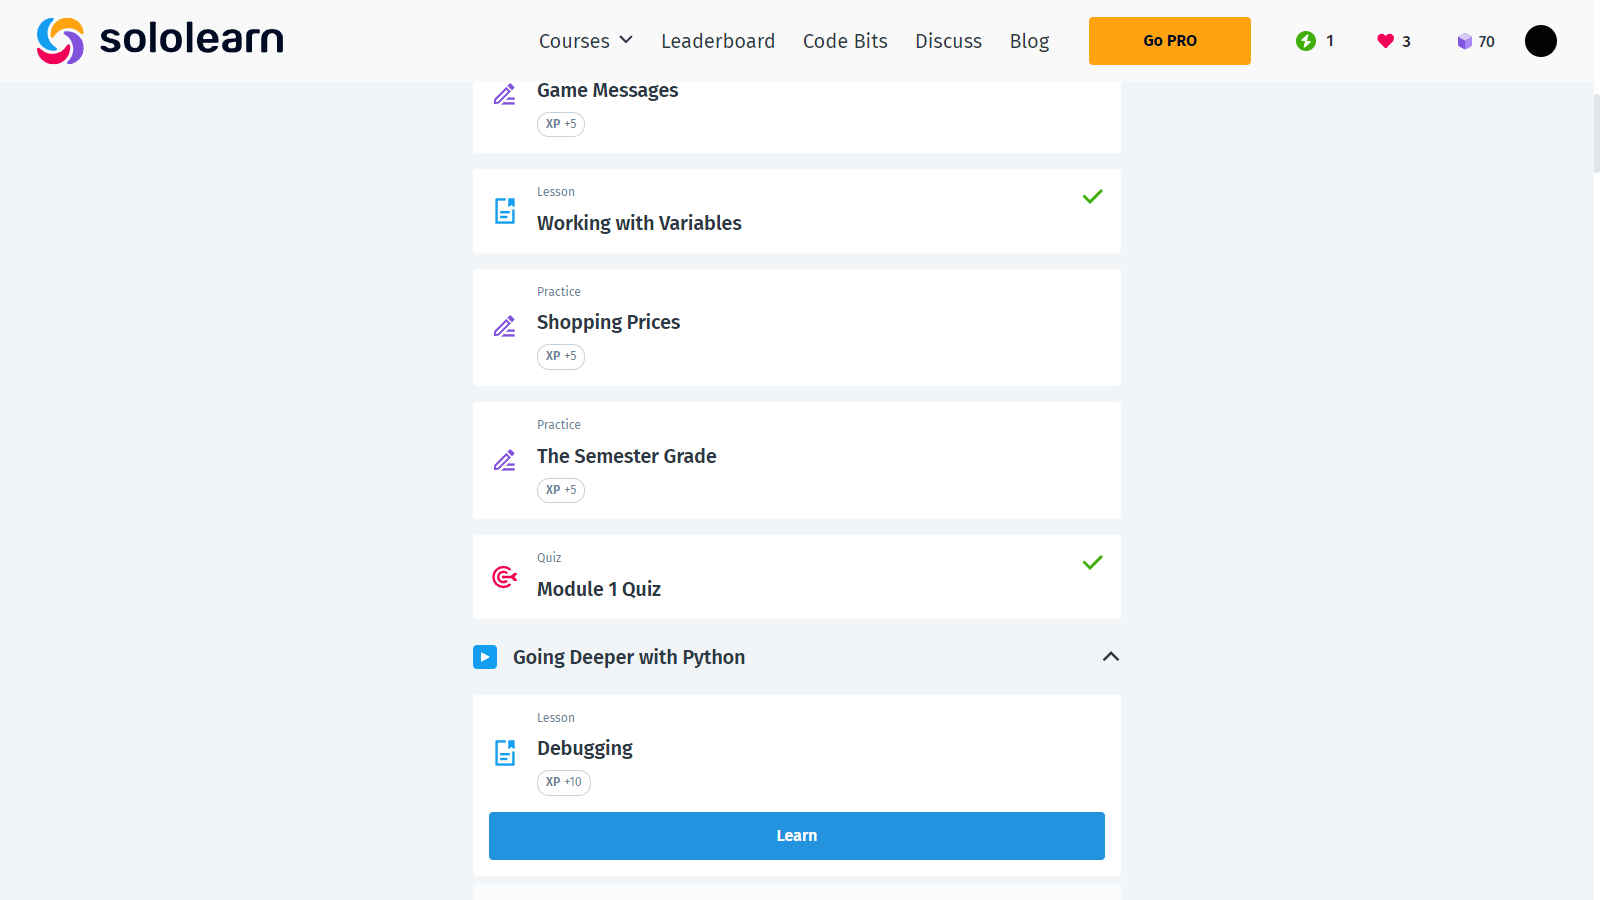 sololearn
Courses Leaderboard Code Bits Discuss Blog Go PRO 1 3 70
Game Messages
XP +5
Lesson
Working with Variables
Practice
Shopping Prices
XP +5
Practice
The Semester Grade
XP +5
Quiz
Module 1 Quiz
Going Deeper with Python
Lesson
Debugging
XP +10
Learn